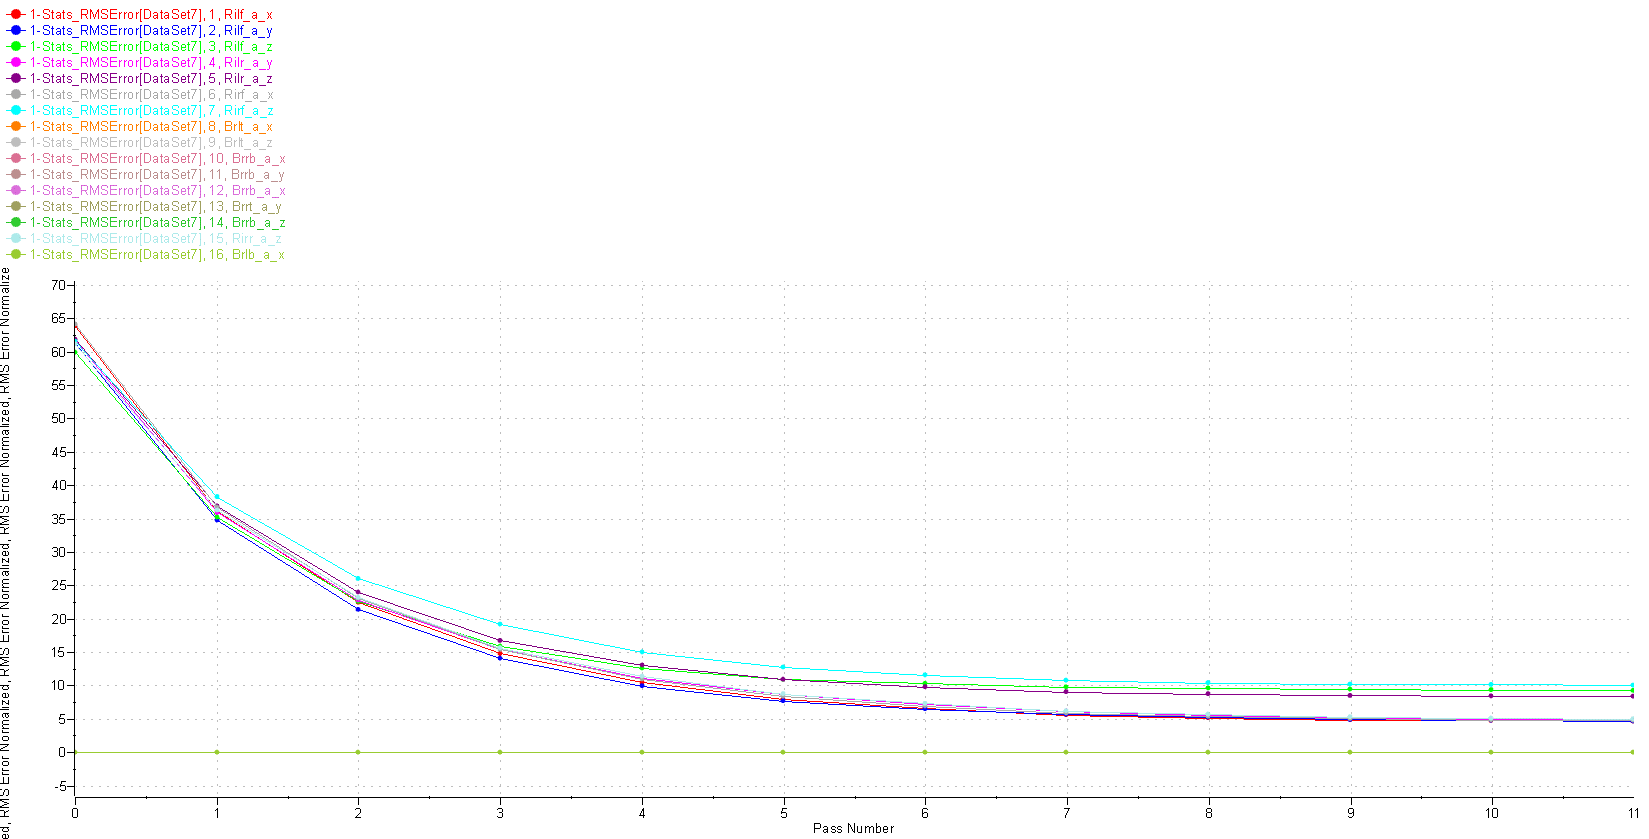 1-Stats_RMSError[DataSet7], 1, Rilf_a_x
1-Stats_RMSError[DataSet7], 2, Rilf_a_y
1-Stats_RMSError[DataSet7], 3, Rilf_a_z
1-Stats_RMSError[DataSet7], 4, Rilr_a_y
1-Stats_RMSError[DataSet7], 5, Rilr_a_z
1-Stats_RMSError[DataSet7], 6, Rirf_a_x
1-Stats_RMSError[DataSet7], 7, Rirf_a_z
1-Stats_RMSError[DataSet7], 8, Brlt_a_x
1-Stats_RMSError[DataSet7], 9, Brlt_a_z
1-Stats_RMSError[DataSet7], 10, Brrb_a_x
1-Stats_RMSError[DataSet7], 11, Brrb_a_y
1-Stats_RMSError[DataSet7], 12, Brrb_a_x
1-Stats_RMSError[DataSet7], 13, Brrt_a_y
1-Stats_RMSError[DataSet7], 14, Brrb_a_z
1-Stats_RMSError[DataSet7], 15, Rirr_a_z
1-Stats_RMSError[DataSet7], 16, Brlb_a_x
ed, RMS Error Normalized, RMS Error Normalized, RMS Error Normalized, RMS Error Normalize
70
65
60
55
50
45
40
35
30
25
20
15
10
5
0
-5
0 1 2 3 4 5 6 7 8 9 10 11
Pass Number